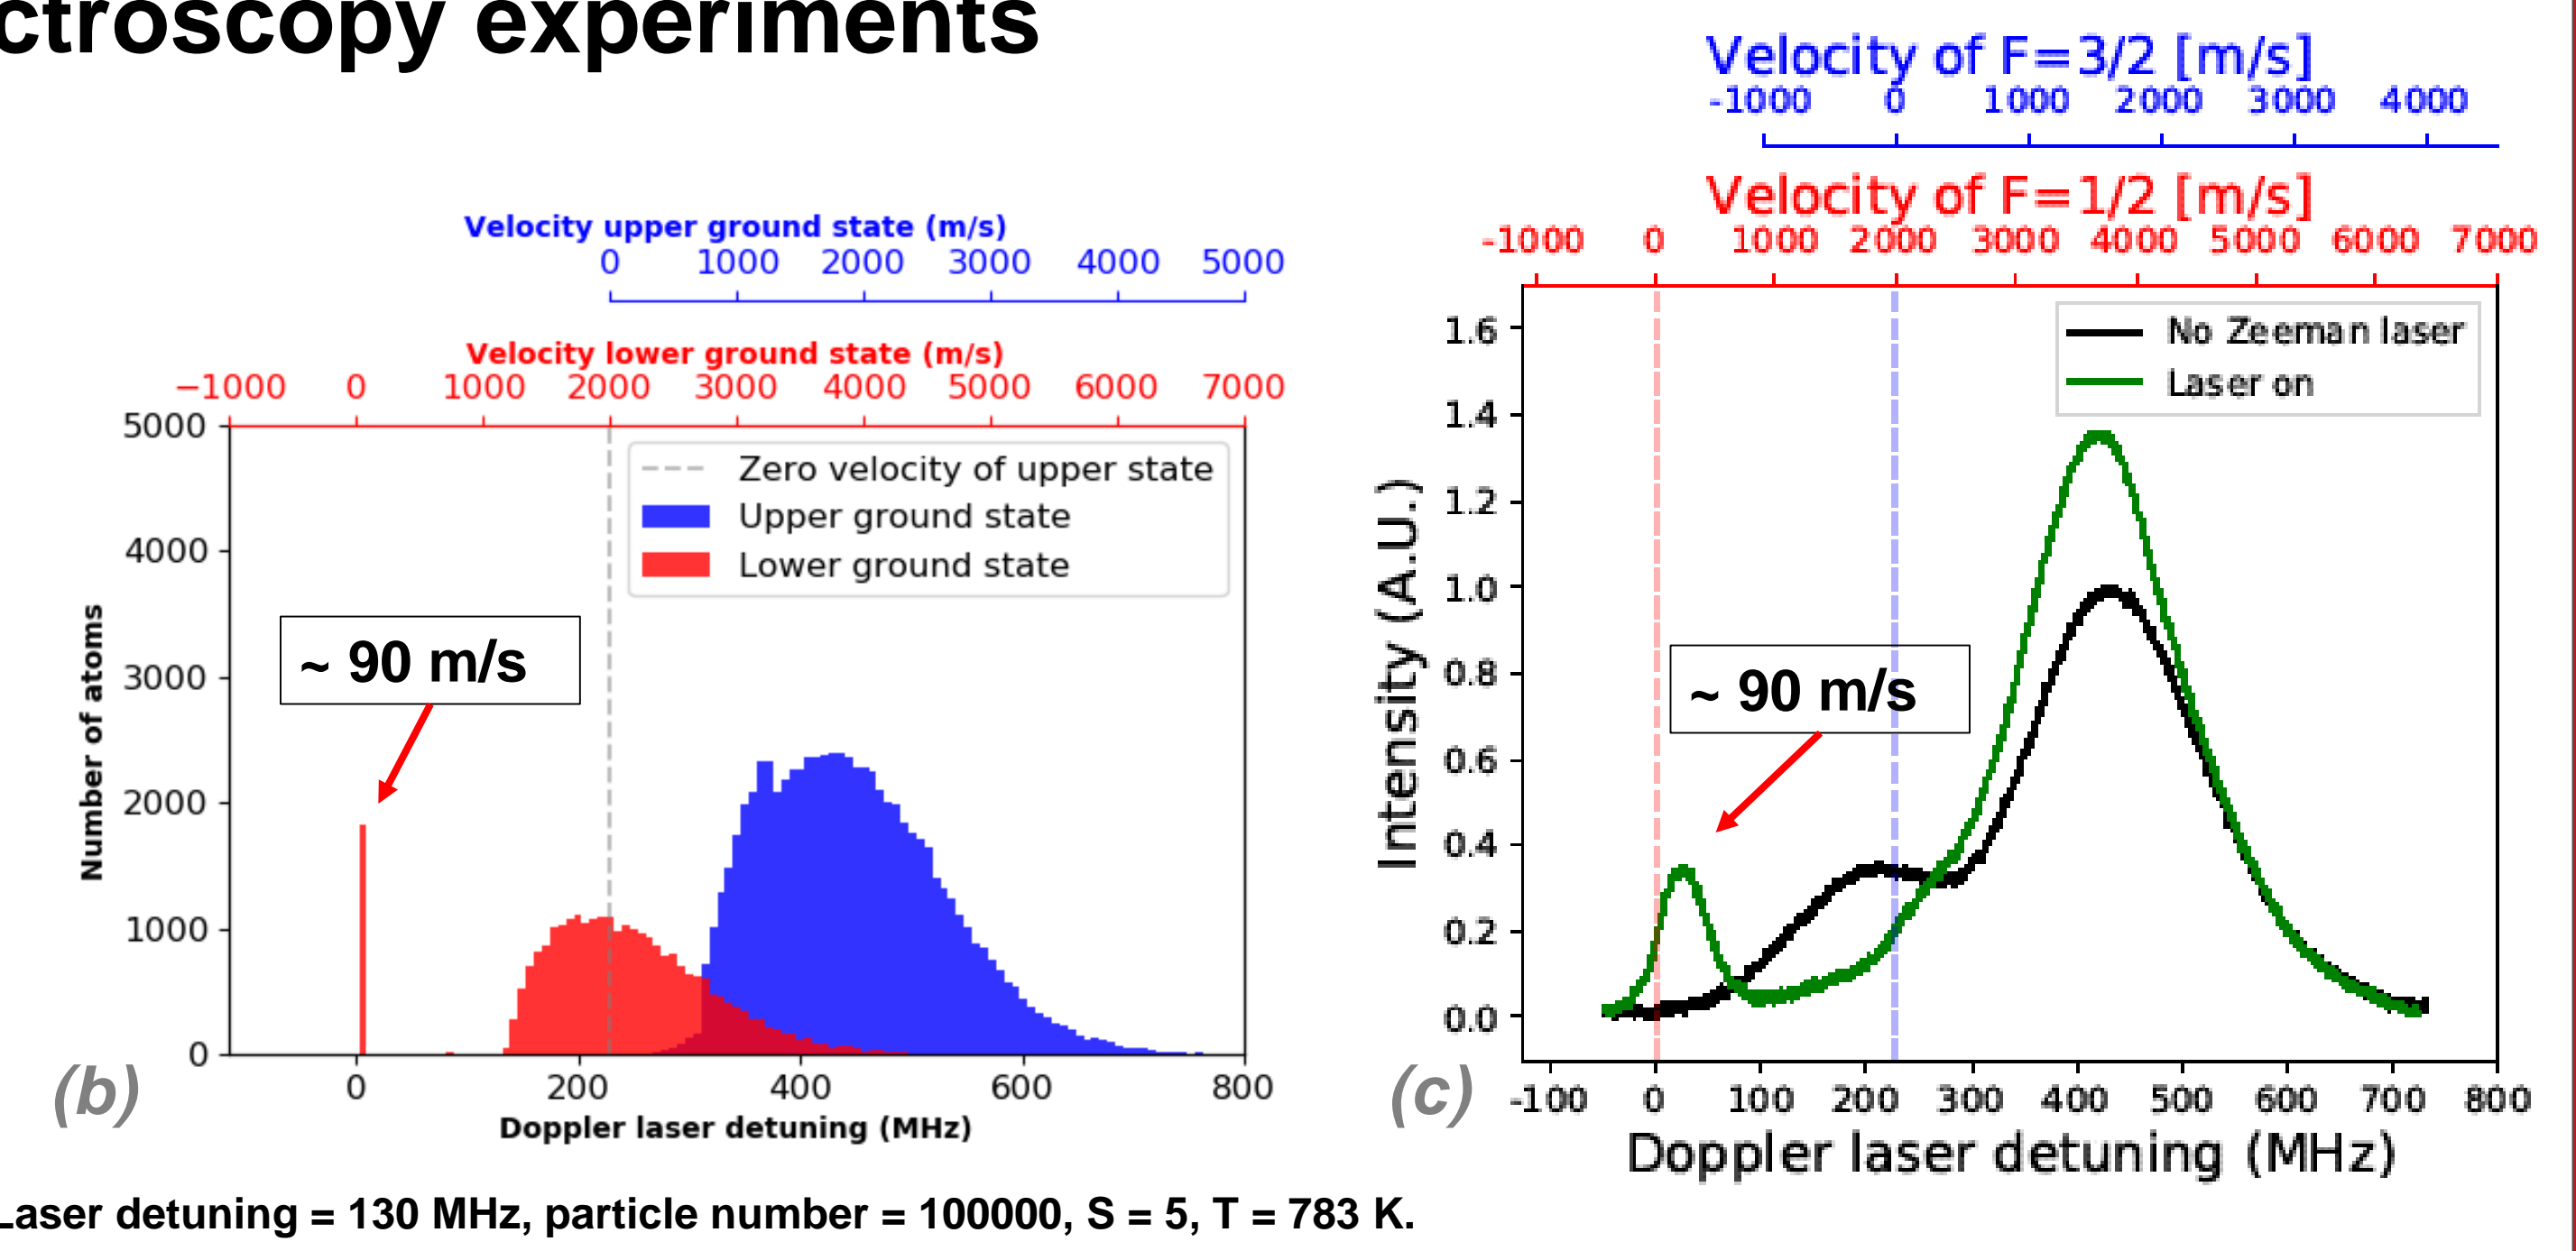 ctroscopy experiments
Velocity upper ground state (m/s)
0 1000 2000 3000 4000 5000
Velocity lower ground state (m/s)
−1000 0 1000 2000 3000 4000 5000 6000 7000
5000
4000
3000
2000
1000
0
Number of atoms
Zero velocity of upper state
Upper ground state
Lower ground state
~ 90 m/s
0 200 400 600 800
Doppler laser detuning (MHz)
(b)
Velocity of F=3/2 [m/s]
-1000 0 1000 2000 3000 4000
Velocity of F=1/2 [m/s]
-1000 0 1000 2000 3000 4000 5000 6000 7000
1.6
1.4
1.2
1.0
0.8
0.6
0.4
0.2
0.0
Intensity (A.U.)
No Zeeman laser
Laser on
~ 90 m/s
-100 0 100 200 300 400 500 600 700 800
Doppler laser detuning (MHz)
(c)
Laser detuning = 130 MHz, particle number = 100000, S = 5, T = 783 K.